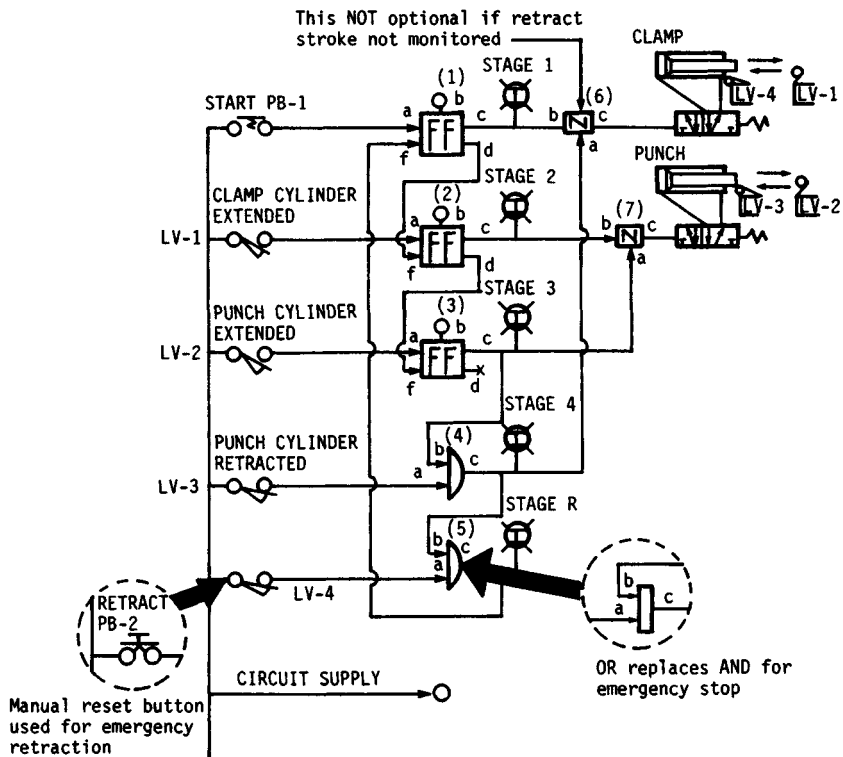 This NOT optional if retract
stroke not monitored
CLAMP
STAGE 1
(1)
b
(6)
START PB-1
a
FF
c
b
N
c
LV-4
LV-1
f
d
a
PUNCH
STAGE 2
CLAMP CYLINDER
EXTENDED
(2)
b
(7)
LV-3
LV-2
LV-1
a
FF
c
b
N
c
f
d
a
STAGE 3
PUNCH CYLINDER
EXTENDED
(3)
b
LV-2
a
FF
c
f
d
x
STAGE 4
PUNCH CYLINDER
RETRACTED
(4)
b
c
LV-3
a
STAGE R
(5)
b
c
a
LV-4
RETRACT
PB-2
b
a
c
OR replaces AND for
emergency stop
CIRCUIT SUPPLY
Manual reset button
used for emergency
retraction